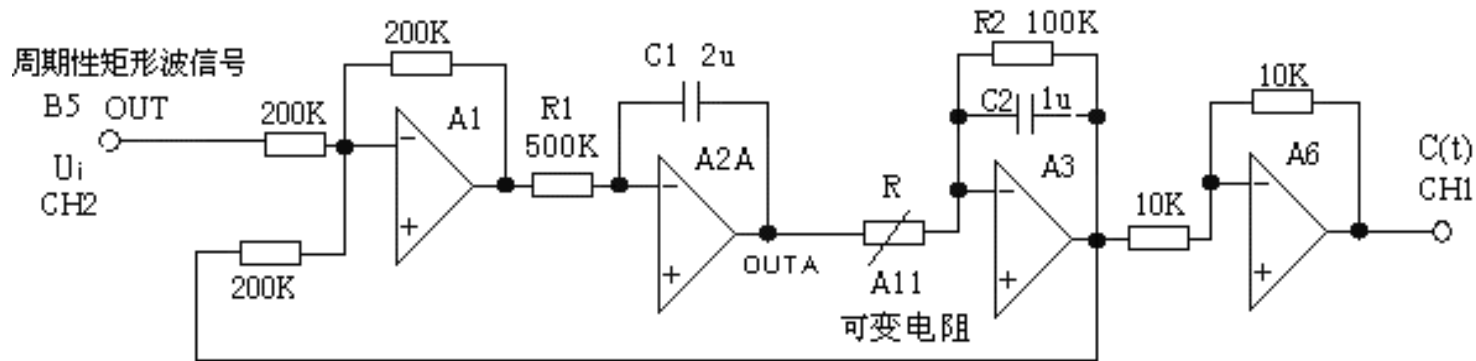 周期性矩形波信号
B5 OUT
Ui
CH2
200K
200K
200K
A1
-
+
R1
500K
C1 2u
A2A
-
+
OUTA
R
A11
可变电阻
R2 100K
C2 1u
A3
-
+
10K
10K
A6
-
+
C(t)
CH1